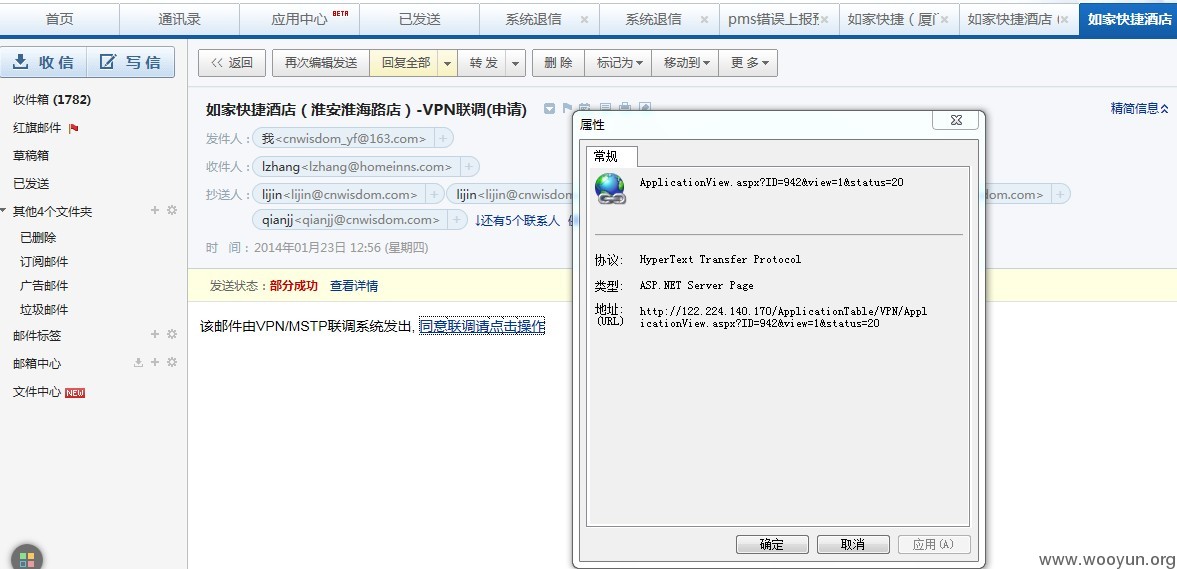 首页 通讯录 应用中心 BETA 已发送 系统退信 × 系统退信 × pms错误上报 × 如家快捷（厦门 × 如家快捷酒店（ × 如家快捷酒店
收 信 写 信 << 返回 再次编辑发送 回复全部 转 发 删 除 标记为 移动到 更 多
收件箱 (1782)
红旗邮件
草稿箱
已发送
其他4个文件夹
已删除
订阅邮件
广告邮件
垃圾邮件
邮件标签
邮箱中心
文件中心 NEW
如家快捷酒店（淮安淮海路店）-VPN联调(申请)
精简信息
发件人：我<cnwisdom_yf@163.com> +
收件人：lzhang<lzhang@homeinns.com> +
抄送人：lijin<lijin@cnwisdom.com> + lijin<lijin@cnwisdom dom.com> +
qianjj<qianjj@cnwisdom.com> + ↓还有5个联系人
时 间：2014年01月23日 12:56 (星期四)
发送状态：部分成功 查看详情
该邮件由VPN/MSTP联调系统发出, 同意联调请点击操作
属性
常规
ApplicationView.aspx?ID=942&view=1&status=20
协议: HyperText Transfer Protocol
类型: ASP.NET Server Page
地址: http://122.224.140.170/ApplicationTable/VPN/Appl
(URL) icationView.aspx?ID=942&view=1&status=20
确定 取消 应用(A)
www.wooyun.org